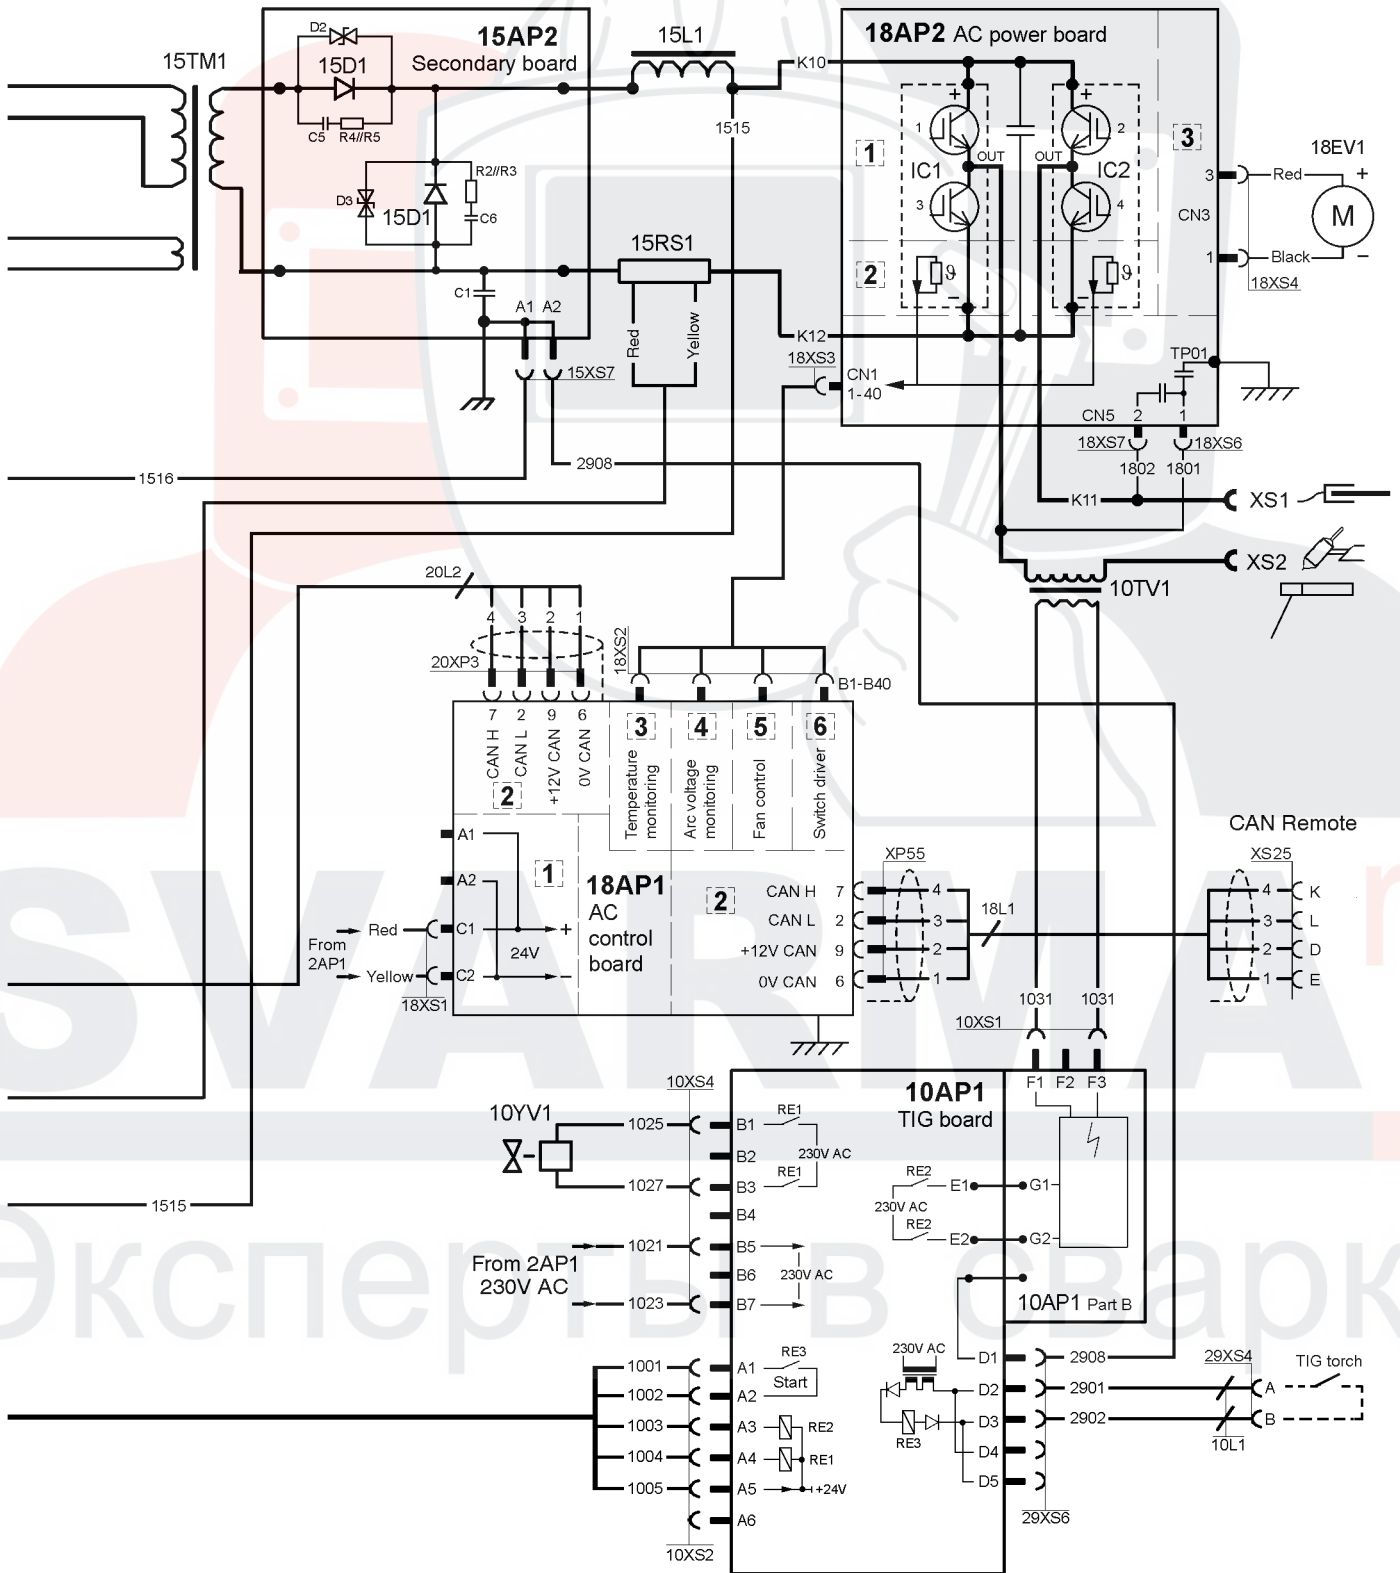 15TM1
D2
15D1
C5
R4//R5
15AP2
Secondary board
D3
15D1
R2//R3
C6
C1
A1 A2
15XS7
15L1
1515
15RS1
Red
Yellow
18AP2 AC power board
K10
1
2
3
1
2
3
4
IC1
OUT
OUT
IC2
ϑ
ϑ
+
+
−
−
K12
18XS3
CN1
1-40
CN3
3
1
Red
Black
18XS4
18EV1
+
M
−
TP01
CN5 2 1
18XS7
18XS6
1802
1801
1516
2908
K11
XS1
XS2
10TV1
20L2
4 3 2 1
20XP3
7 2 9 6
CAN H
CAN L
+12V CAN
0V CAN
2
18XS2
B1-B40
3 4 5 6
Temperature
monitoring
Arc voltage
monitoring
Fan control
Switch driver
A1
A2
C1
C2
1
24V
+
−
From
2AP1
Red
Yellow
18XS1
18AP1
AC
control
board
2
CAN H 7
CAN L 2
+12V CAN 9
0V CAN 6
XP55
4
3
2
1
18L1
CAN Remote
XS25
4 K
3 L
2 D
1 E
1031 1031
10XS1
F1 F2 F3
10AP1
TIG board
10XS4
10YV1
1025
1027
B1
B2
B3
B4
B5
B6
B7
RE1
230V AC
RE1
From 2AP1
230V AC
1021
1023
230V AC
RE2
E1
G1
230V AC
RE2
E2
G2
10AP1 Part B
1515
1001 A1
1002 A2
1003 A3
1004 A4
1005 A5
A6
RE3
Start
RE2
RE1
+24V
10XS2
230V AC
RE3
D1
D2
D3
D4
D5
2908
2901
2902
29XS6
29XS4
10L1
A
B
TIG torch
SVARMA
r
Эксперты в сварк